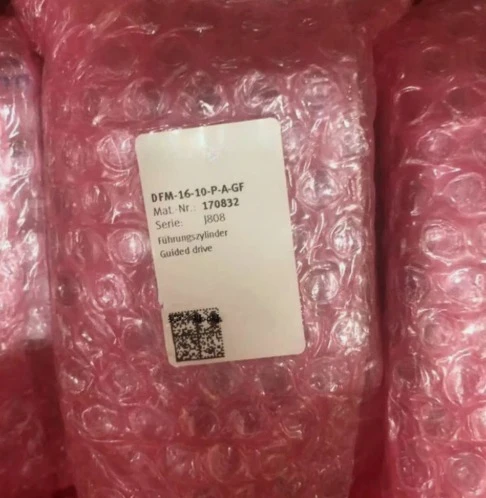 DFM-16-10-P-A-GF
Mat.-Nr.: 170832
Serie: J808
Führungszylinder
Guided drive